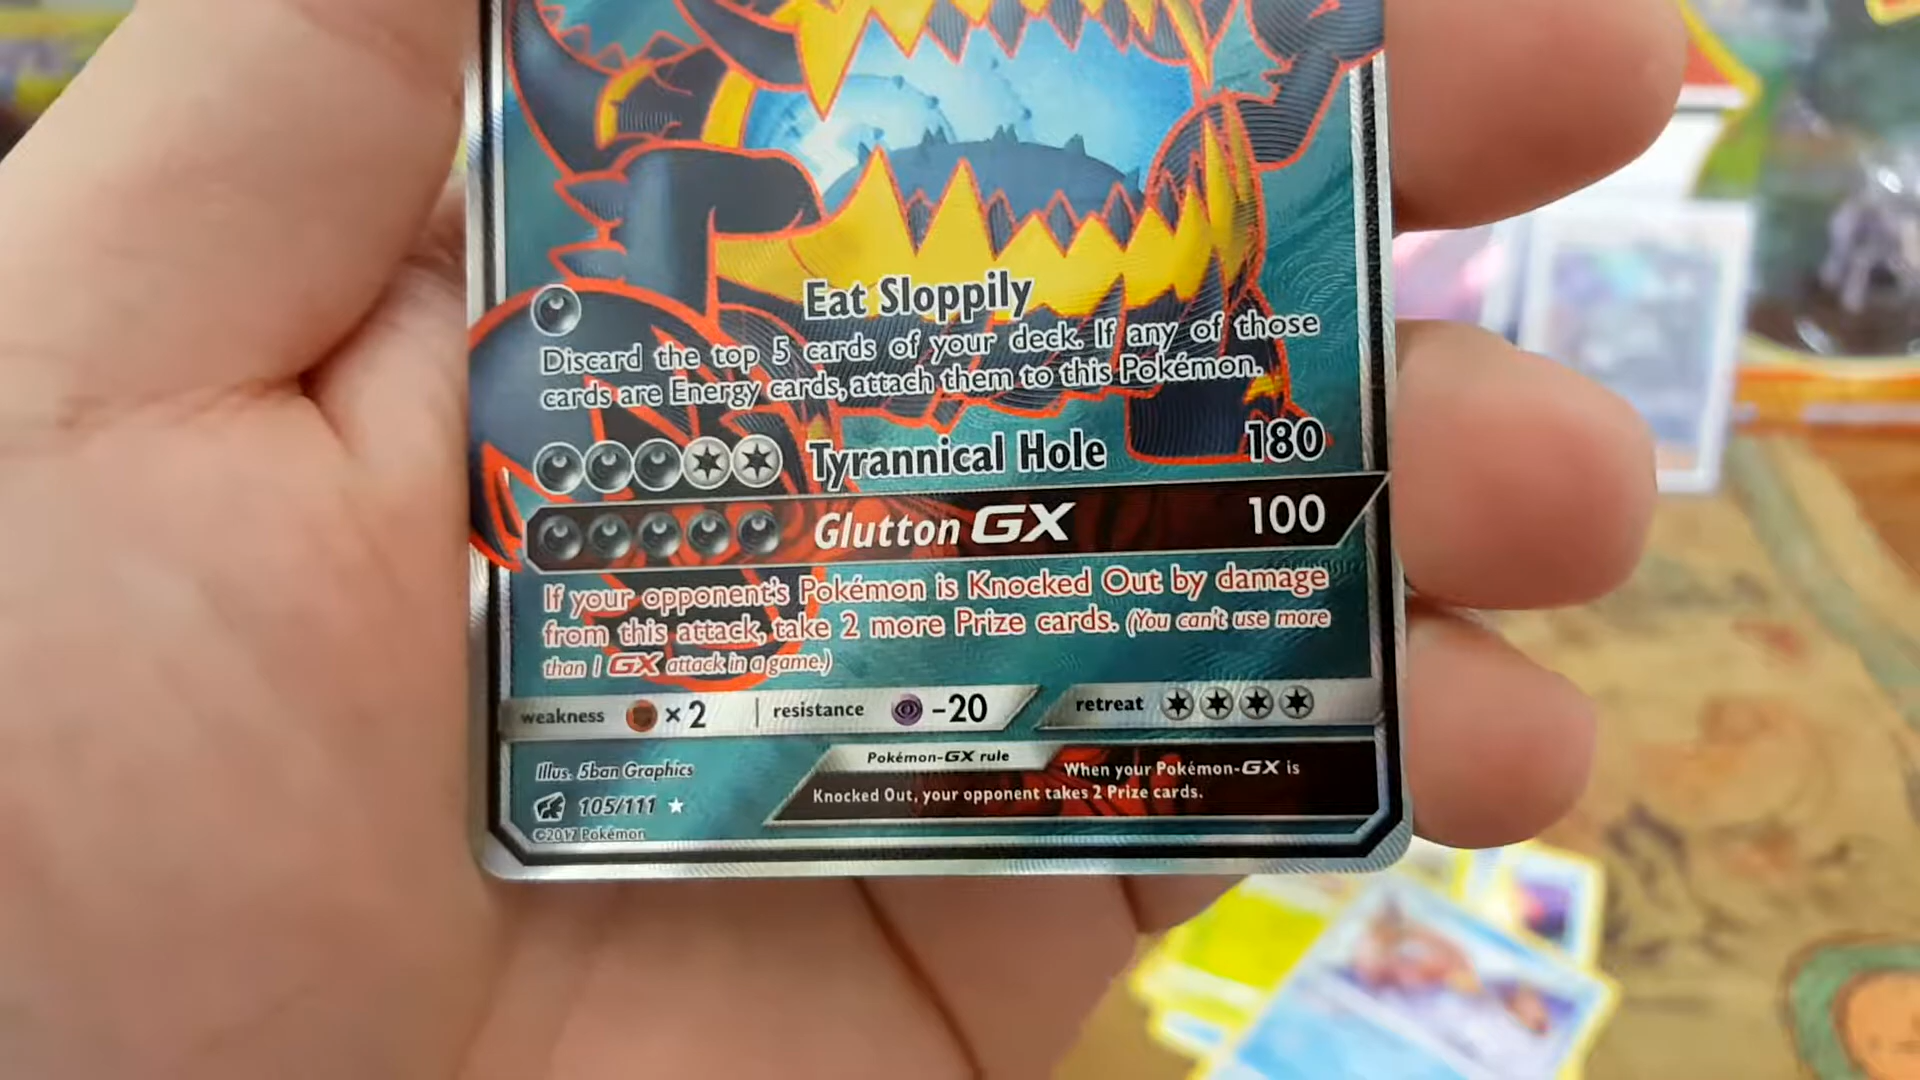 Eat Sloppily
Discard the top 5 cards of your deck. If any of those
cards are Energy cards, attach them to this Pokémon.
Tyrannical Hole 180
Glutton GX 100
If your opponent's Pokémon is Knocked Out by damage
from this attack, take 2 more Prize cards. (You can't use more
than 1 GX attack in a game.)
weakness ×2 resistance -20 retreat
Illus. 5ban Graphics
105/111
©2017 Pokémon
Pokémon-GX rule
When your Pokémon-GX is
Knocked Out, your opponent takes 2 Prize cards.